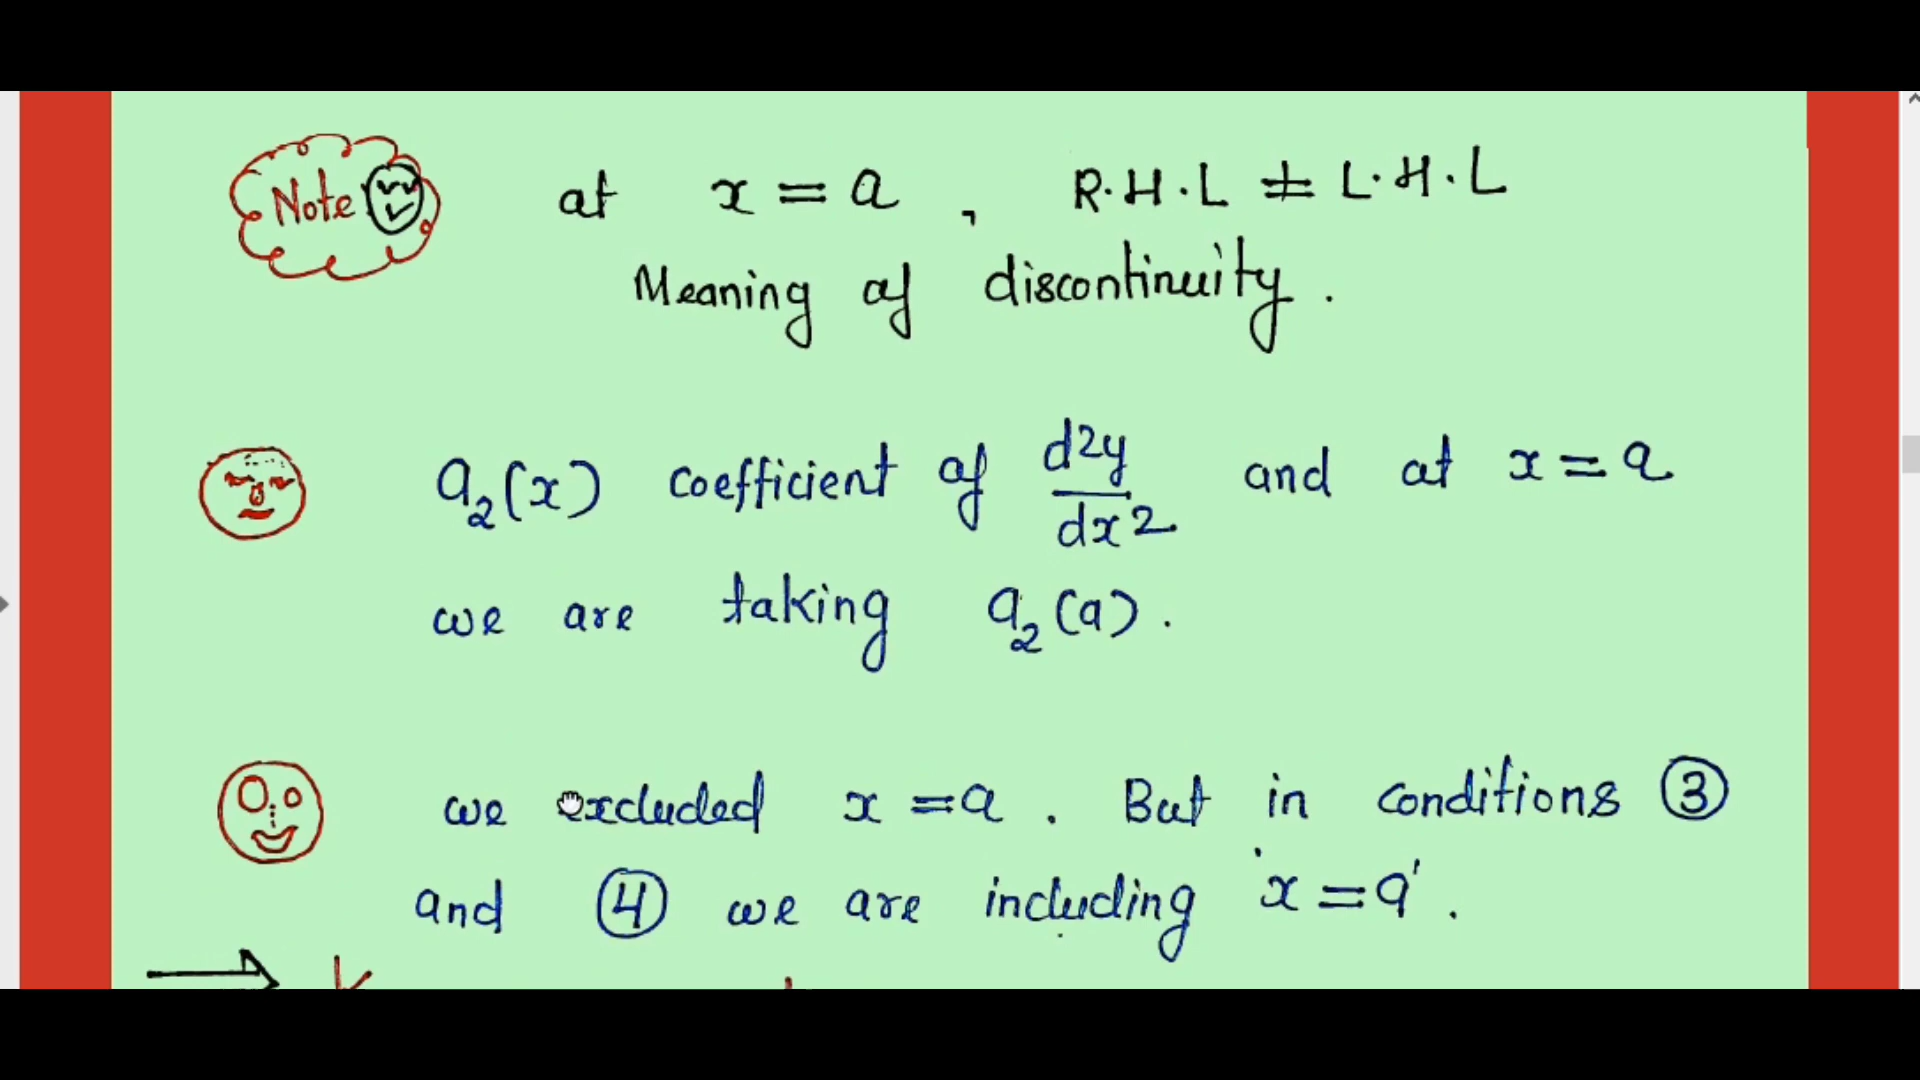 Note at x = a , R.H.L ≠ L.H.L
Meaning of discontinuity.
a₂(x) coefficient of d2y/dx2 and at x = a
we are taking a₂(a).
we excluded x = a . But in conditions ③
and ④ we are including x = a'.